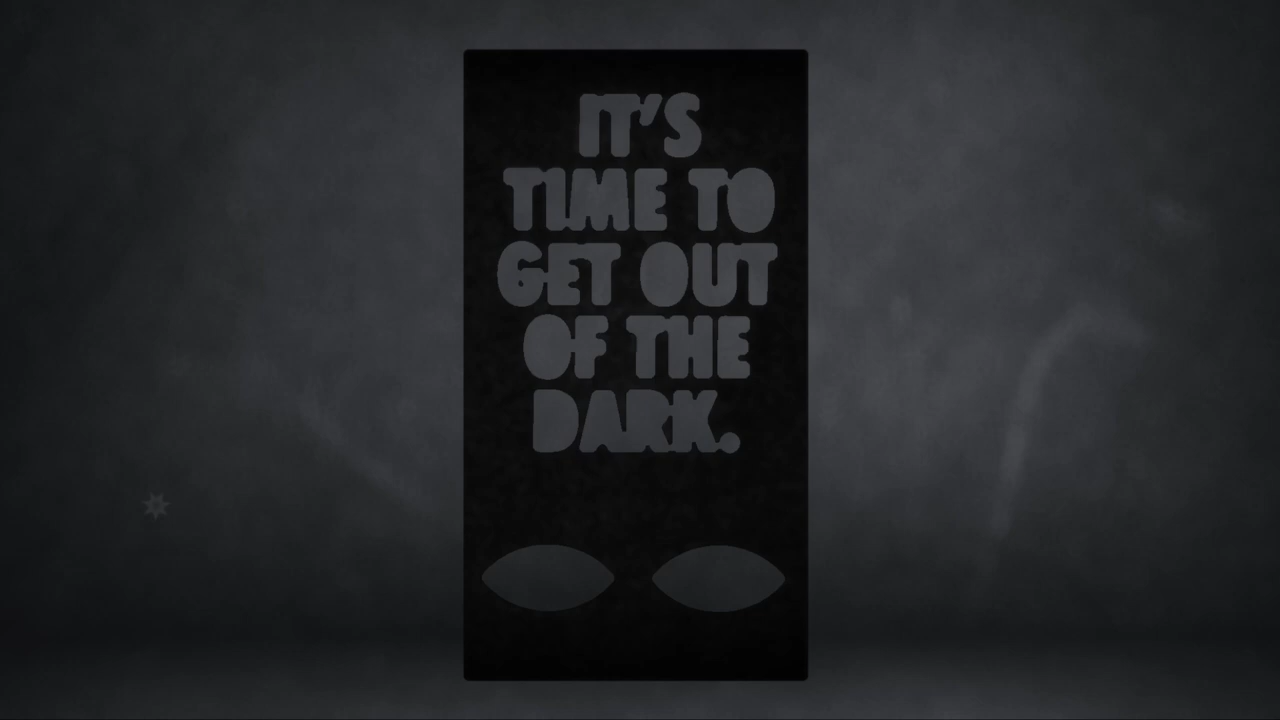 IT'S
TIME TO
GET OUT
OF THE
DARK.